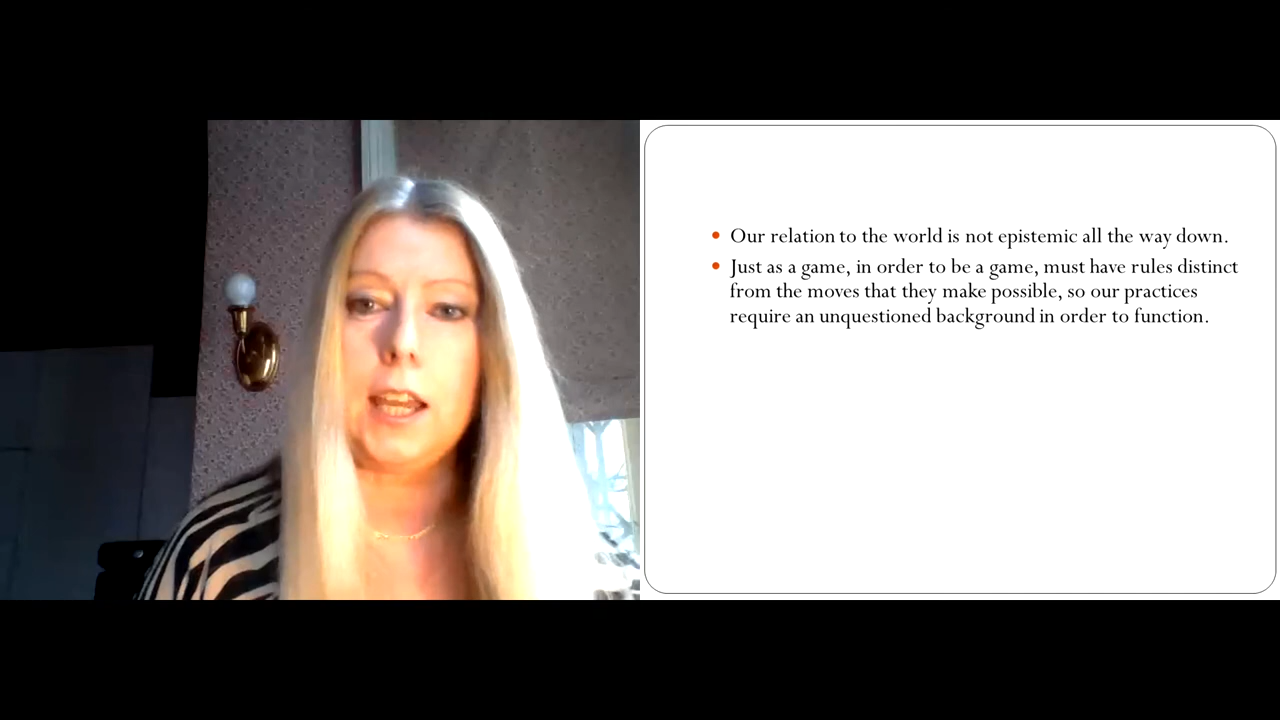 Our relation to the world is not epistemic all the way down.
Just as a game, in order to be a game, must have rules distinct
from the moves that they make possible, so our practices
require an unquestioned background in order to function.